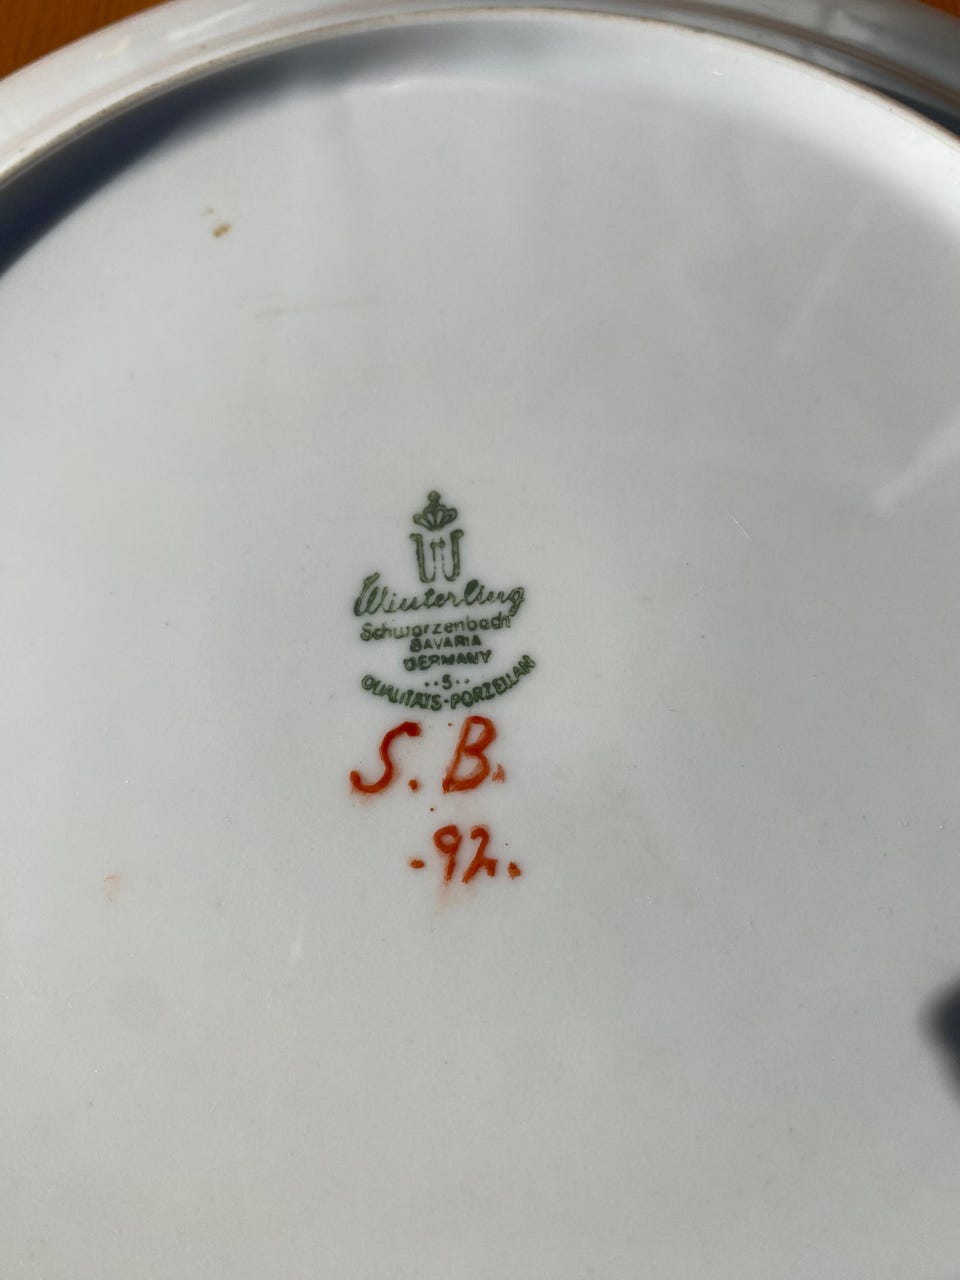 W
Winterling
Schwarzenbach
BAVARIA
GERMANY
..5..
QUALITÄTS-PORZELLAN
S. B.
.92.